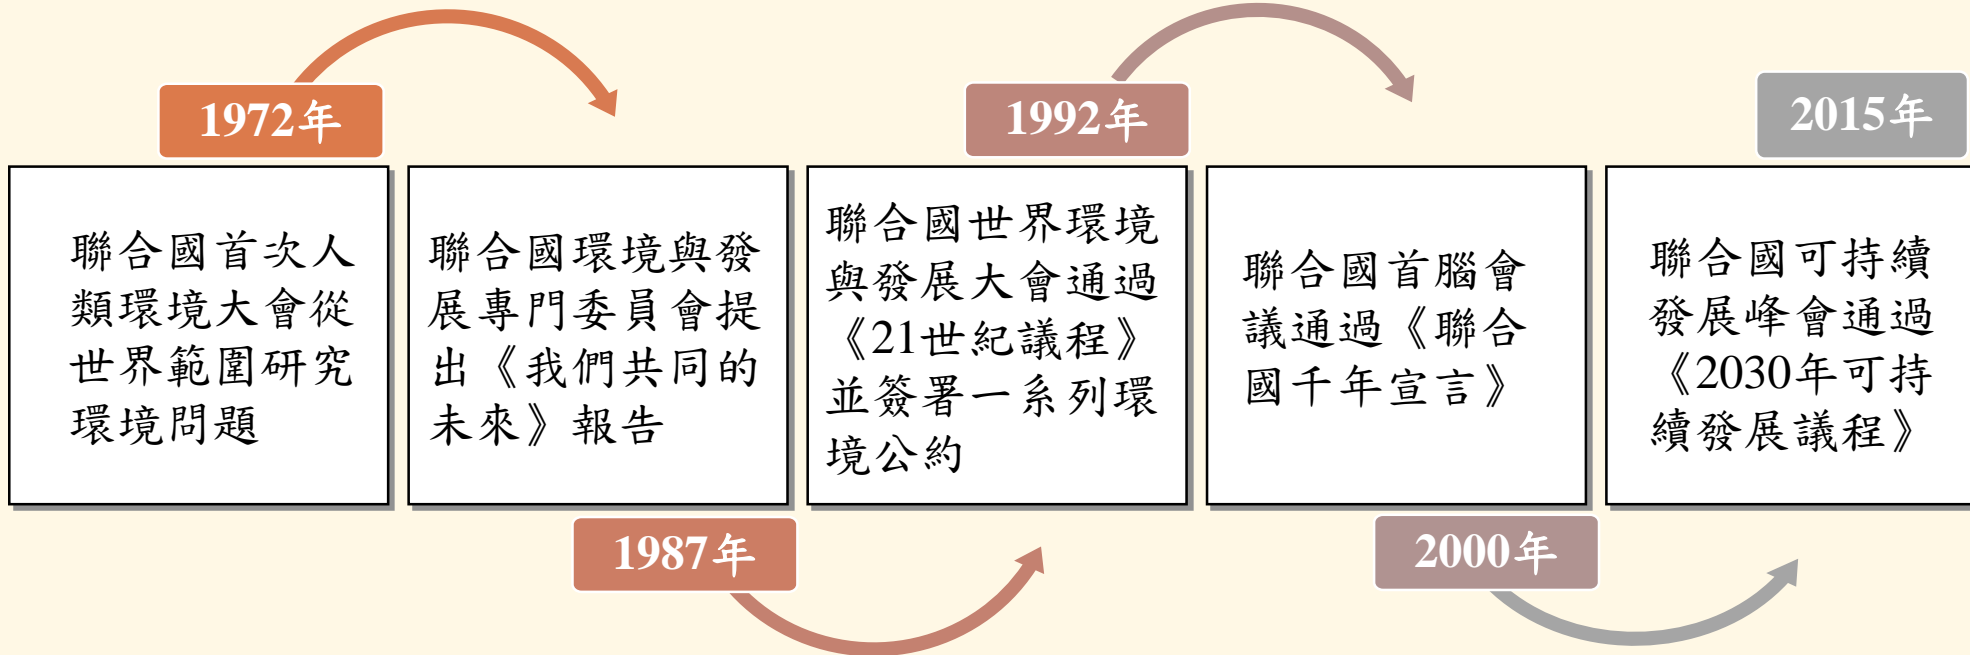 1972年
聯合國首次人
類環境大會從
世界範圍研究
環境問題
聯合國環境與發
展專門委員會提
出《我們共同的
未來》報告
1987年
1992年
聯合國世界環境
與發展大會通過
《21世紀議程》
並簽署一系列環
境公約
聯合國首腦會
議通過《聯合
國千年宣言》
2000年
2015年
聯合國可持續
發展峰會通過
《2030年可持
續發展議程》